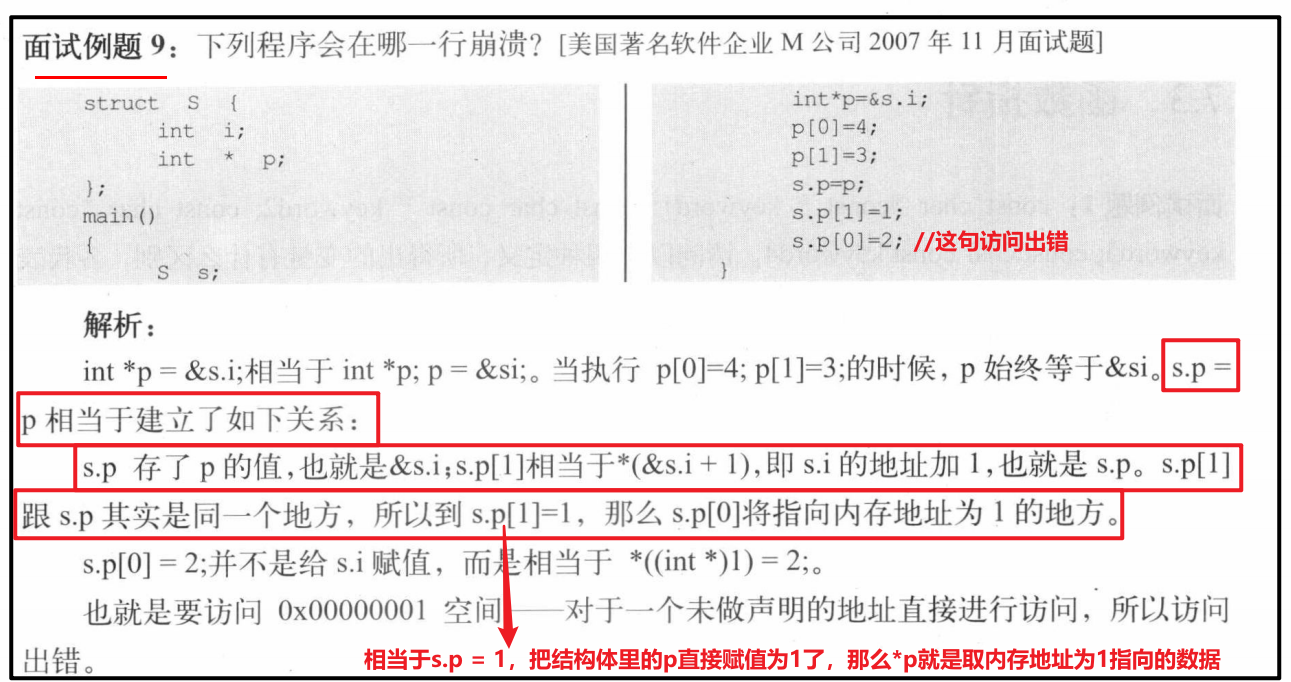 面试例题 9：下列程序会在哪一行崩溃？[美国著名软件企业 M 公司 2007 年 11 月面试题]
struct S {
int i;
int * p;
};
main()
{
S s;
int*p=&s.i;
p[0]=4;
p[1]=3;
s.p=p;
s.p[1]=1;
s.p[0]=2; //这句访问出错
}
解析：
int *p = &s.i;相当于 int *p; p = &si;。当执行 p[0]=4; p[1]=3;的时候，p 始终等于&si。s.p =
p 相当于建立了如下关系：
s.p 存了 p 的值，也就是&s.i；s.p[1]相当于*(&s.i + 1)，即 s.i 的地址加 1，也就是 s.p。s.p[1]
跟 s.p 其实是同一个地方，所以到 s.p[1]=1，那么 s.p[0]将指向内存地址为 1 的地方。
s.p[0] = 2;并不是给 s.i 赋值，而是相当于 *((int *)1) = 2;。
也就是要访问 0x00000001 空间——对于一个未做声明的地址直接进行访问，所以访问
出错。
相当于s.p = 1，把结构体里的p直接赋值为1了，那么*p就是取内存地址为1指向的数据